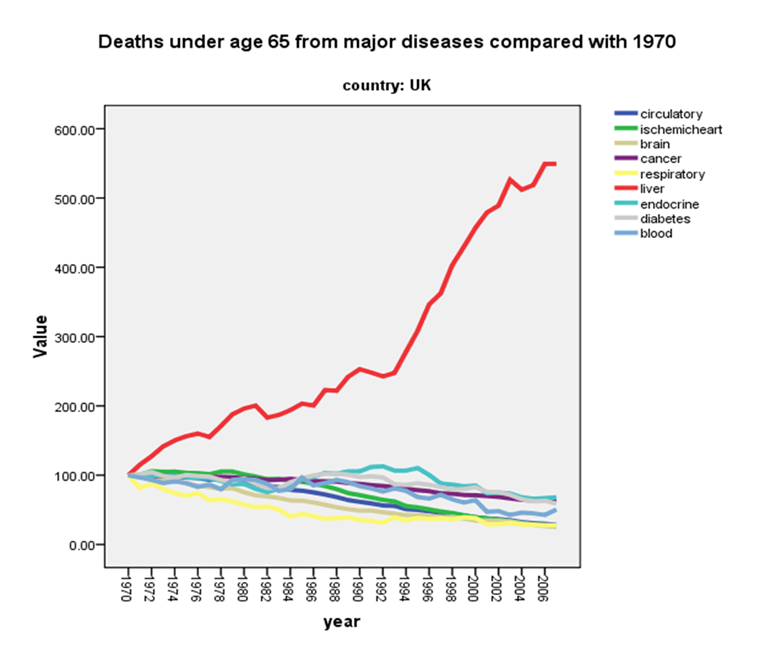 Deaths under age 65 from major diseases compared with 1970
country: UK
600.00
500.00
400.00
300.00
200.00
100.00
0.00
Value
1970
1972
1974
1976
1978
1980
1982
1984
1986
1988
1990
1992
1994
1996
1998
2000
2002
2004
2006
year
circulatory
ischemicheart
brain
cancer
respiratory
liver
endocrine
diabetes
blood